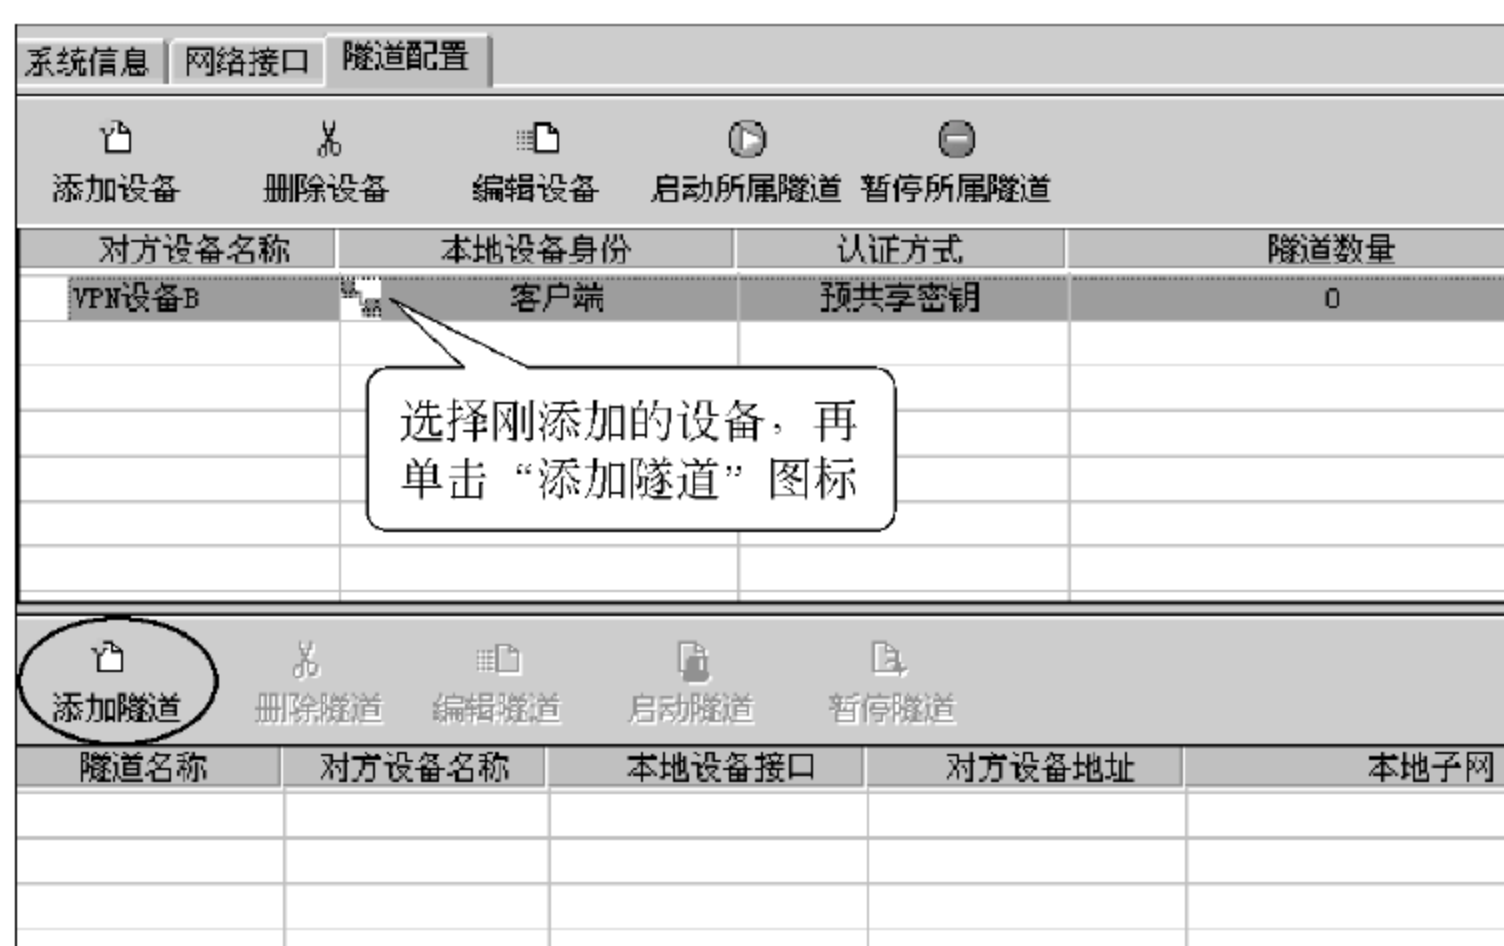 系统信息 网络接口 隧道配置
添加设备 删除设备 编辑设备 启动所属隧道 暂停所属隧道
对方设备名称 本地设备身份 认证方式 隧道数量
VPN设备B 客户端 预共享密钥 0
选择刚添加的设备，再
单击“添加隧道”图标
添加隧道 删除隧道 编辑隧道 启动隧道 暂停隧道
隧道名称 对方设备名称 本地设备接口 对方设备地址 本地子网